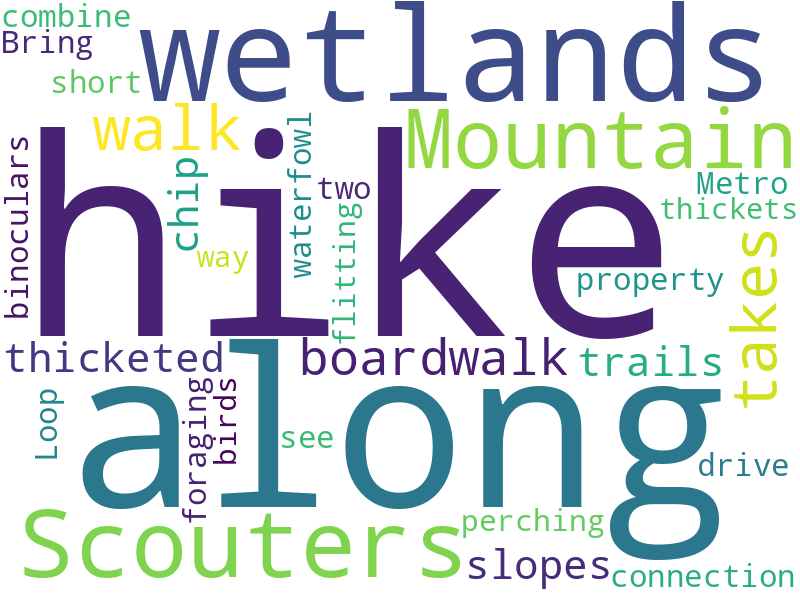 combine
wetlands
Bring
short
walk
Mountain
hike
binoculars
chip
waterfowl
two
Metro
flitting
thickets
way
takes
property
thicketed
boardwalk
trails
along
Loop
foraging
birds
see
drive
Scouters
perching
slopes
connection